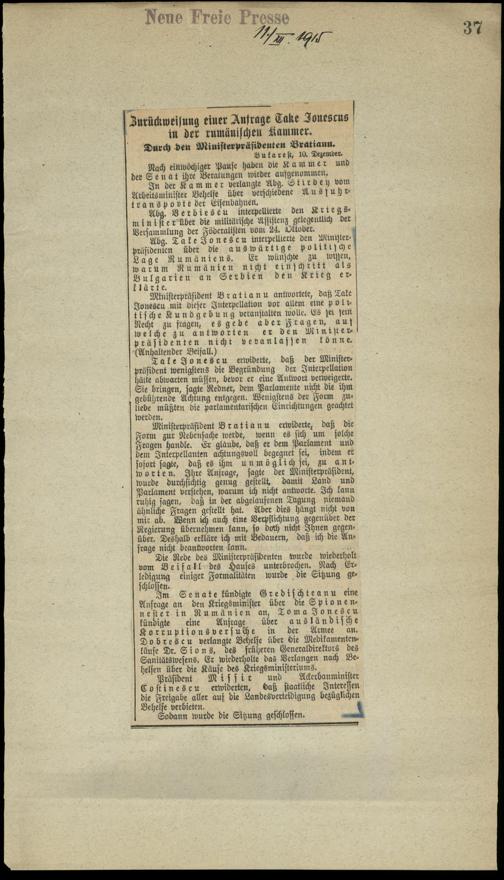 Neue Freie Presse
37
11/III. 1915
Zurückweisung einer Anfrage Take Jonescus
in der rumänischen Kammer.
Durch den Ministerpräsidenten Bratianu.
Bukarest, 10. Dezember.
Nach einwöchiger Pause haben die Kammer und
der Senat ihre Beratungen wieder aufgenommen.
In der Kammer verlangte Abg. Stirbey vom
Arbeitsminister Behelfe über verschiedene Ausfuhr-
transporte der Eisenbahnen.
Abg. Berbiescu interpellierte den Kriegs-
minister über die militärische Assistenz gelegentlich der
Versammlung der Föderalisten vom 24. Oktober.
Abg. Take Jonescu interpellierte den Minister-
präsidenten über die auswärtige politische
Lage Rumäniens. Er wünschte zu wissen,
warum Rumänien nicht einschritt als
Bulgarien an Serbien den Krieg er-
klärte.
Ministerpräsident Bratianu antwortete, daß Take
Jonescu mit dieser Interpellation vor allem eine poli-
tische Kundgebung veranstalten wolle. Es sei sein
Recht zu fragen, es gebe aber Fragen, auf
welche zu antworten er den Minister-
präsidenten nicht veranlassen könne.
(Anhaltender Beifall.)
Take Jonescu erwiderte, daß der Minister-
präsident wenigstens die Begründung der Interpellation
hätte abwarten müssen, bevor er eine Antwort verweigerte.
Sie bringen, sagte Redner, dem Parlamente nicht die ihm
gebührende Achtung entgegen. Wenigstens der Form zu-
liebe müßten die parlamentarischen Einrichtungen geachtet
werden.
Ministerpräsident Bratianu erwiderte, daß die
Form zur Nebensache werde, wenn es sich um solche
Fragen handle. Er glaube, daß er dem Parlament und
dem Interpellanten achtungsvoll begegnet sei, indem er
sofort sagte, daß es ihm unmöglich sei, zu ant-
worten. Ihre Anfrage, sagte der Ministerpräsident,
wurde durchsichtig genug gestellt, damit Land und
Parlament verstehen, warum ich nicht antworte. Ich kann
ruhig sagen, daß in der abgelaufenen Tagung niemand
ähnliche Fragen gestellt hat. Aber dies hängt nicht von
mir ab. Wenn ich auch eine Verpflichtung gegenüber der
Regierung übernehmen kann, so doch nicht Ihnen gegen-
über. Deshalb erkläre ich mit Bedauern, daß ich die An-
frage nicht beantworten kann.
Die Rede des Ministerpräsidenten wurde wiederholt
vom Beifall des Hauses unterbrochen. Nach Er-
ledigung einiger Formalitäten wurde die Sitzung ge-
schlossen.
Im Senate kündigte Gredischteanu eine
Anfrage an den Kriegsminister über die Spionen-
nester in Rumänien an, Toma Jonescu
kündigte eine Anfrage über ausländische
Korruptionsversuche in der Armee an.
Dobrescu verlangte Behelfe über die Medikamenten-
käufe Dr. Sions, des früheren Generaldirektors des
Sanitätswesens. Er wiederholte das Verlangen nach Be-
helfen über die Käufe des Kriegsministeriums.
Präsident Missir und Ackerbauminister
Costinescu erwiderten, daß staatliche Interessen
die Freigabe aller auf die Landesverteidigung bezüglichen
Behelfe verbieten.
Sodann wurde die Sitzung geschlossen.